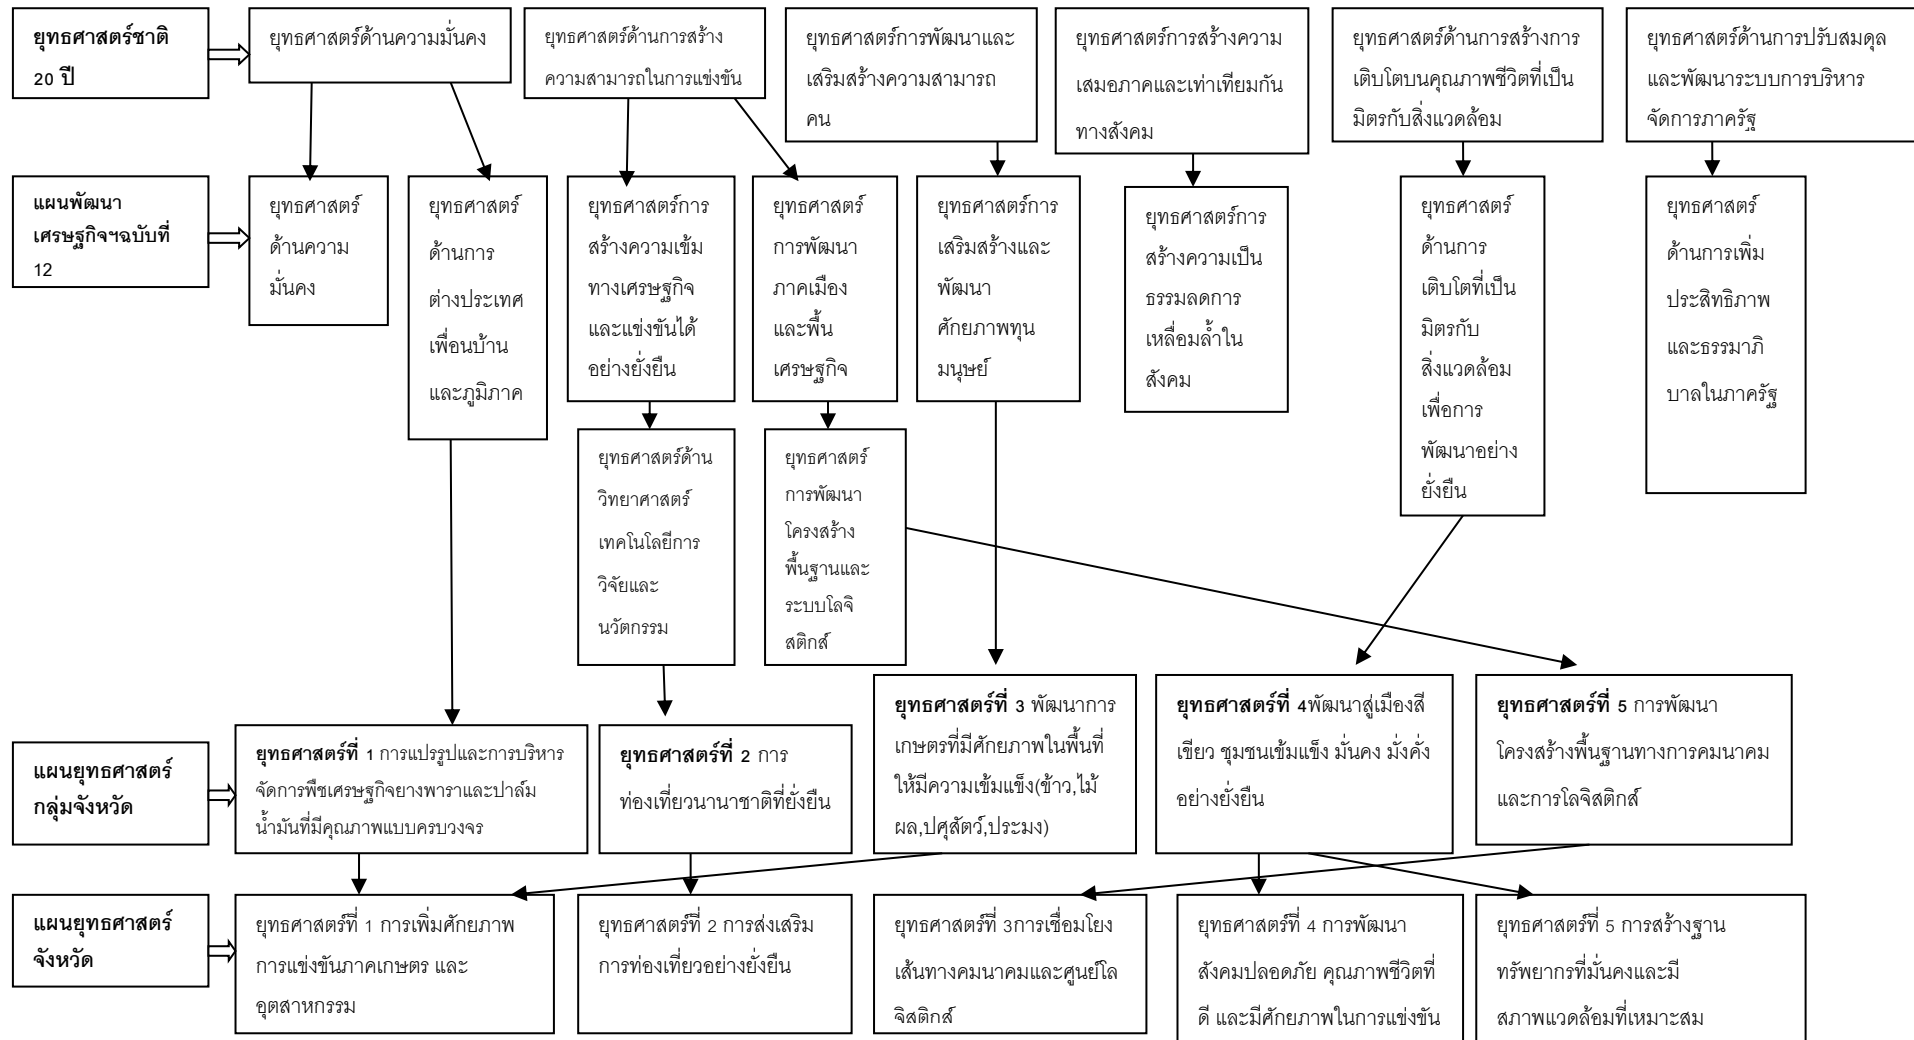 ยุทธศาสตร์ชาติ
20 ปี
ยุทธศาสตร์ด้านความมั่นคง
ยุทธศาสตร์ด้านการสร้าง
ความสามารถในการแข่งขัน
ยุทธศาสตร์การพัฒนาและ
เสริมสร้างความสามารถ
คน
ยุทธศาสตร์การสร้างความ
เสมอภาคและเท่าเทียมกัน
ทางสังคม
ยุทธศาสตร์ด้านการสร้างการ
เติบโตบนคุณภาพชีวิตที่เป็น
มิตรกับสิ่งแวดล้อม
ยุทธศาสตร์ด้านการปรับสมดุล
และพัฒนาระบบการบริหาร
จัดการภาครัฐ
แผนพัฒนา
เศรษฐกิจฯฉบับที่
12
ยุทธศาสตร์
ด้านความ
มั่นคง
ยุทธศาสตร์
ด้านการ
ต่างประเทศ
เพื่อนบ้าน
และภูมิภาค
ยุทธศาสตร์การ
สร้างความเข้ม
ทางเศรษฐกิจ
และแข่งขันได้
อย่างยั่งยืน
ยุทธศาสตร์
การพัฒนา
ภาคเมือง
และพื้น
เศรษฐกิจ
ยุทธศาสตร์การ
เสริมสร้างและ
พัฒนา
ศักยภาพทุน
มนุษย์
ยุทธศาสตร์การ
สร้างความเป็น
ธรรมลดการ
เหลื่อมล้ำใน
สังคม
ยุทธศาสตร์
ด้านการ
เติบโตที่เป็น
มิตรกับ
สิ่งแวดล้อม
เพื่อการ
พัฒนาอย่าง
ยั่งยืน
ยุทธศาสตร์
ด้านการเพิ่ม
ประสิทธิภาพ
และธรรมาภิ
บาลในภาครัฐ
ยุทธศาสตร์ด้าน
วิทยาศาสตร์
เทคโนโลยีการ
วิจัยและ
นวัตกรรม
ยุทธศาสตร์
การพัฒนา
โครงสร้าง
พื้นฐานและ
ระบบโลจิ
สติกส์
แผนยุทธศาสตร์
กลุ่มจังหวัด
ยุทธศาสตร์ที่ 1 การแปรรูปและการบริหาร
จัดการพืชเศรษฐกิจยางพาราและปาล์ม
น้ำมันที่มีคุณภาพแบบครบวงจร
ยุทธศาสตร์ที่ 2 การ
ท่องเที่ยวนานาชาติที่ยั่งยืน
ยุทธศาสตร์ที่ 3 พัฒนาการ
เกษตรที่มีศักยภาพในพื้นที่
ให้มีความเข้มแข็ง(ข้าว,ไม้
ผล,ปศุสัตว์,ประมง)
ยุทธศาสตร์ที่ 4พัฒนาสู่เมืองสี
เขียว ชุมชนเข้มแข็ง มั่นคง มั่งคั่ง
อย่างยั่งยืน
ยุทธศาสตร์ที่ 5 การพัฒนา
โครงสร้างพื้นฐานทางการคมนาคม
และการโลจิสติกส์
แผนยุทธศาสตร์
จังหวัด
ยุทธศาสตร์ที่ 1 การเพิ่มศักยภาพ
การแข่งขันภาคเกษตร และ
อุตสาหกรรม
ยุทธศาสตร์ที่ 2 การส่งเสริม
การท่องเที่ยวอย่างยั่งยืน
ยุทธศาสตร์ที่ 3การเชื่อมโยง
เส้นทางคมนาคมและศูนย์โล
จิสติกส์
ยุทธศาสตร์ที่ 4 การพัฒนา
สังคมปลอดภัย คุณภาพชีวิตที่
ดี และมีศักยภาพในการแข่งขัน
ยุทธศาสตร์ที่ 5 การสร้างฐาน
ทรัพยากรที่มั่นคงและมี
สภาพแวดล้อมที่เหมาะสม